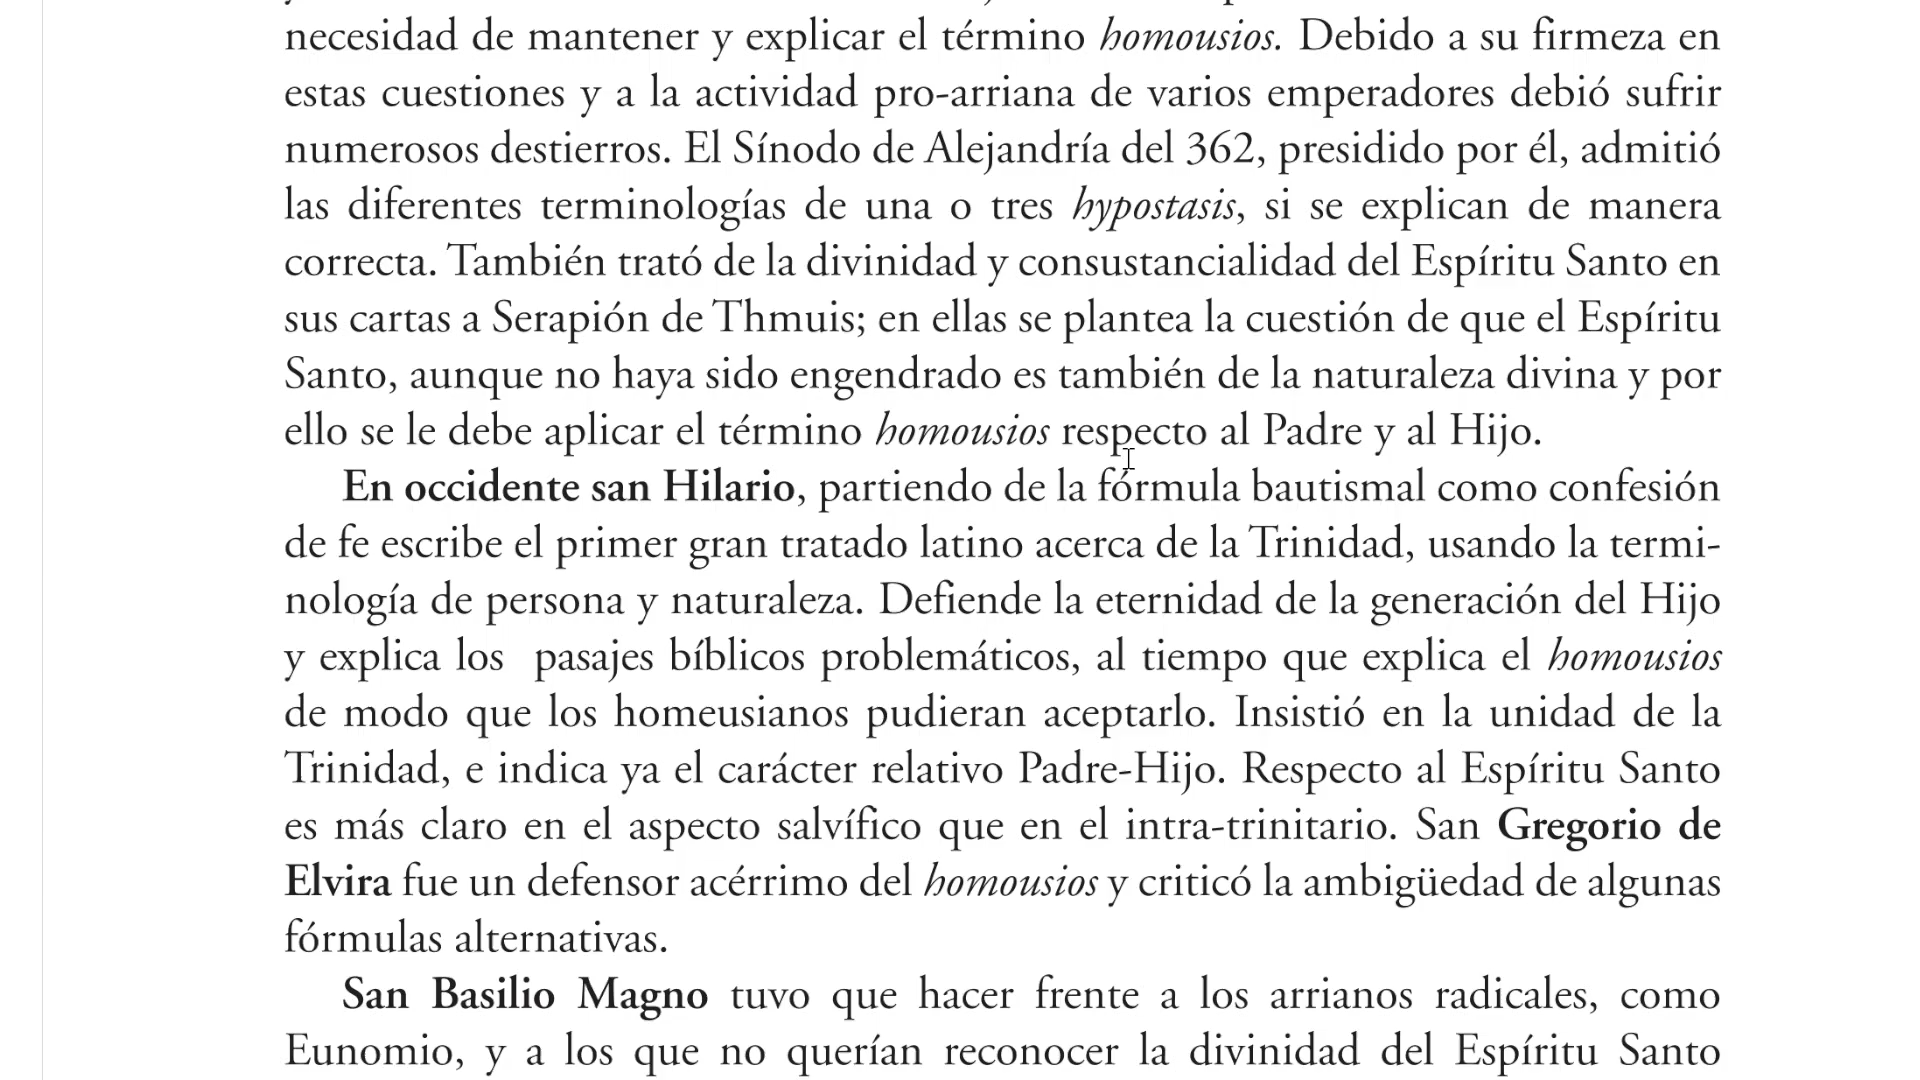 necesidad de mantener y explicar el término homousios. Debido a su firmeza en
estas cuestiones y a la actividad pro-arriana de varios emperadores debió sufrir
numerosos destierros. El Sínodo de Alejandría del 362, presidido por él, admitió
las diferentes terminologías de una o tres hypostasis, si se explican de manera
correcta. También trató de la divinidad y consustancialidad del Espíritu Santo en
sus cartas a Serapión de Thmuis; en ellas se plantea la cuestión de que el Espíritu
Santo, aunque no haya sido engendrado es también de la naturaleza divina y por
ello se le debe aplicar el término homousios respecto al Padre y al Hijo.
En occidente san Hilario, partiendo de la fórmula bautismal como confesión
de fe escribe el primer gran tratado latino acerca de la Trinidad, usando la termi-
nología de persona y naturaleza. Defiende la eternidad de la generación del Hijo
y explica los pasajes bíblicos problemáticos, al tiempo que explica el homousios
de modo que los homeusianos pudieran aceptarlo. Insistió en la unidad de la
Trinidad, e indica ya el carácter relativo Padre-Hijo. Respecto al Espíritu Santo
es más claro en el aspecto salvífico que en el intra-trinitario. San Gregorio de
Elvira fue un defensor acérrimo del homousios y criticó la ambigüedad de algunas
fórmulas alternativas.
San Basilio Magno tuvo que hacer frente a los arrianos radicales, como
Eunomio, y a los que no querían reconocer la divinidad del Espíritu Santo